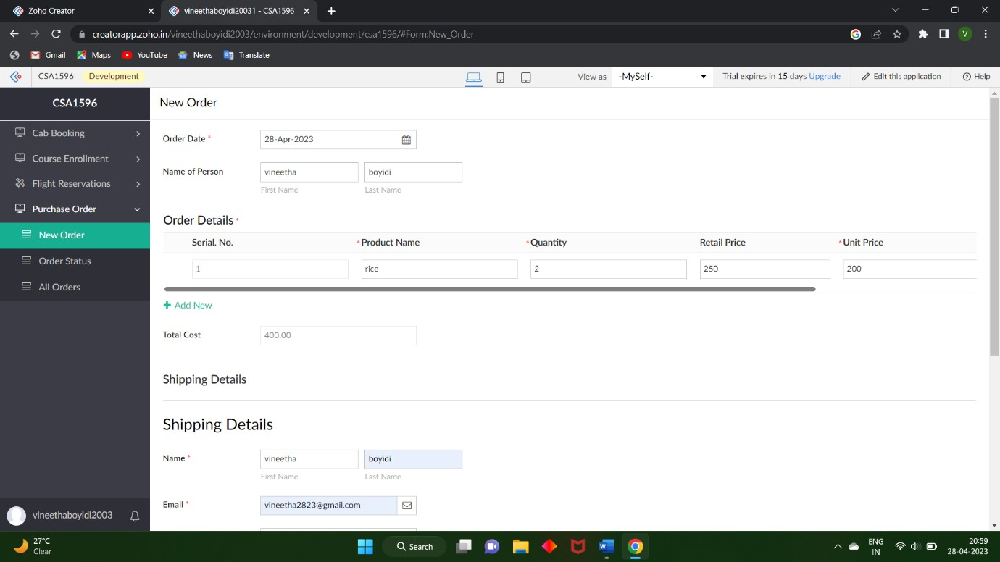 Zoho Creator
vineethaboyidi20031 - CSA1596
creatorapp.zoho.in/vineethaboyidi2003/environment/development/csa1596/#Form:New_Order
V
Gmail Maps YouTube News Translate
CSA1596 Development View as -MySelf- Trial expires in 15 days Upgrade Edit this application Help
CSA1596
Cab Booking
Course Enrollment
Flight Reservations
Purchase Order
New Order
Order Status
All Orders
vineethaboyidi2003
New Order
Order Date * 28-Apr-2023
Name of Person vineetha boyidi
First Name Last Name
Order Details *
Serial. No. * Product Name * Quantity Retail Price * Unit Price
1 rice 2 250 200
+ Add New
Total Cost 400.00
Shipping Details
Shipping Details
Name * vineetha boyidi
First Name Last Name
Email * vineetha2823@gmail.com
27°C
Clear
Search
ENG
IN
20:59
28-04-2023